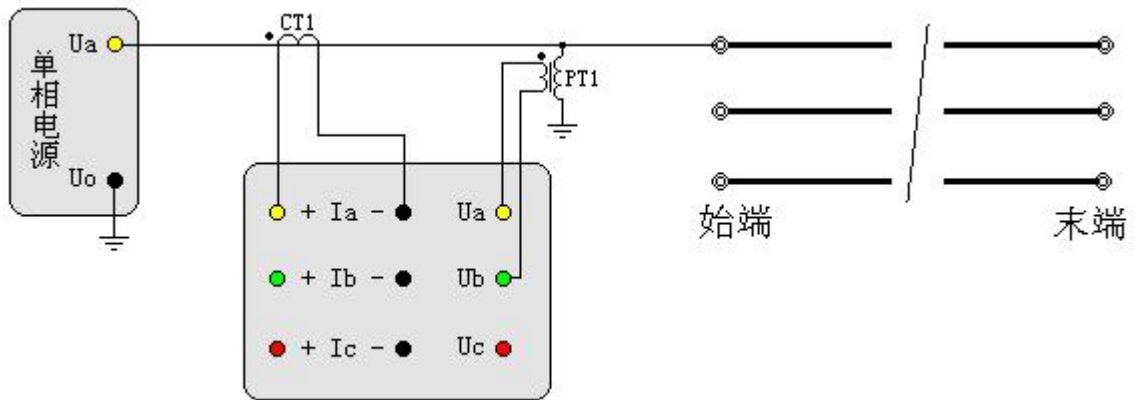 单相电源
Ua
Uo
CT1
PT1
+ Ia - Ua
+ Ib - Ub
+ Ic - Uc
始端
末端